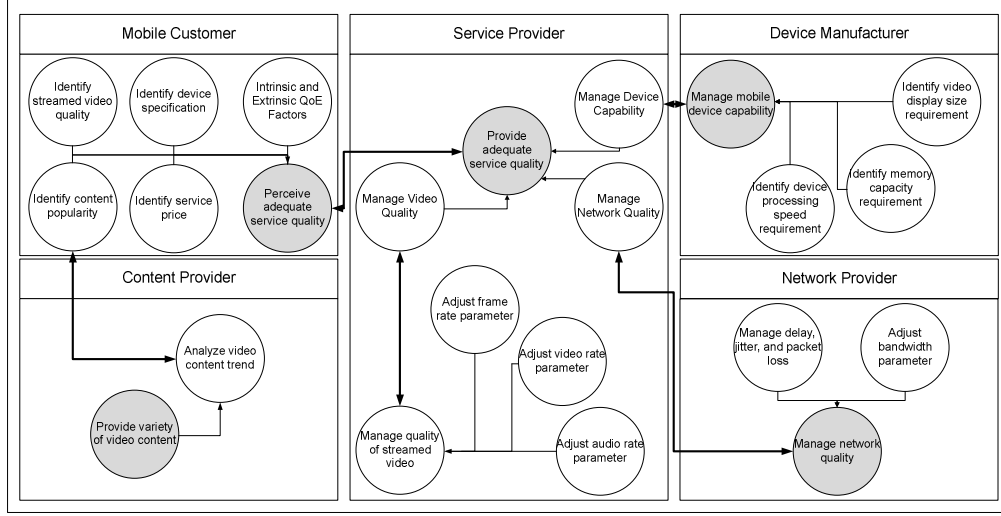 Mobile Customer
Identify
streamed video
quality
Identify device
specification
Intrinsic and
Extrinsic QoE
Factors
Identify content
popularity
Identify service
price
Perceive
adequate
service quality
Content Provider
Analyze video
content trend
Provide variety
of video content
Service Provider
Manage Device
Capability
Provide
adequate
service quality
Manage Video
Quality
Manage
Network Quality
Adjust frame
rate parameter
Adjust video rate
parameter
Manage quality
of streamed
video
Adjust audio rate
parameter
Device Manufacturer
Manage mobile
device capability
Identify video
display size
requirement
Identify device
processing
speed
requirement
Identify memory
capacity
requirement
Network Provider
Manage delay,
jitter, and packet
loss
Adjust
bandwidth
parameter
Manage network
quality